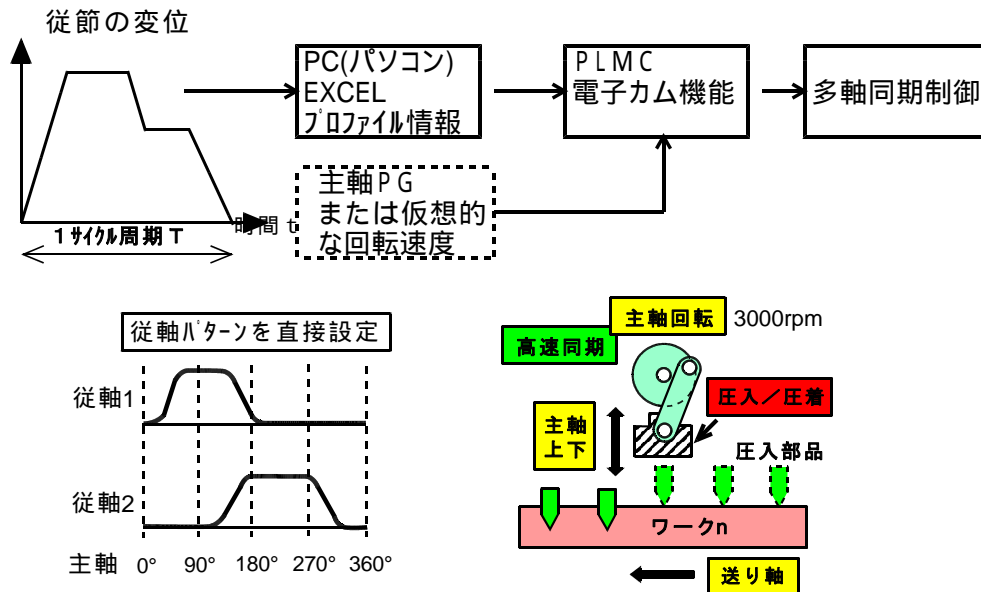 従節の変位
時間 t
1ｻｲｸﾙ周期T
PC(パソコン)
EXCEL
ﾌﾟﾛﾌｧｲﾙ情報
主軸PG
または仮想的
な回転速度
PLMC
電子カム機能
多軸同期制御
従軸ﾊﾟﾀｰﾝを直接設定
従軸1
従軸2
主軸 0° 90° 180° 270° 360°
主軸回転 3000rpm
高速同期
圧入／圧着
主軸
上下
圧入部品
ワークn
送り軸